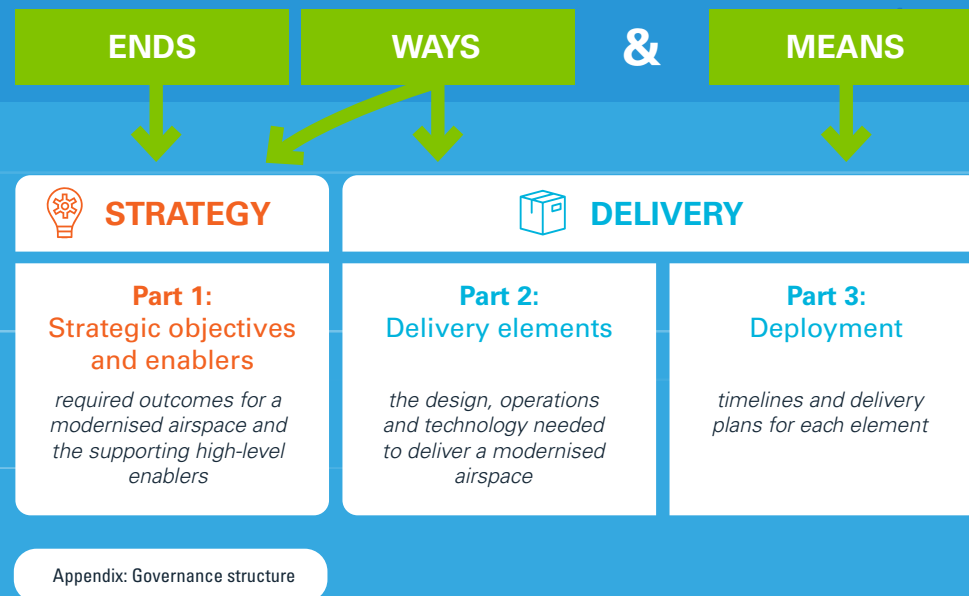 ENDS
WAYS
&
MEANS
STRATEGY
DELIVERY
Part 1:
Strategic objectives
and enablers
required outcomes for a
modernised airspace and
the supporting high-level
enablers
Part 2:
Delivery elements
the design, operations
and technology needed
to deliver a modernised
airspace
Part 3:
Deployment
timelines and delivery
plans for each element
Appendix: Governance structure